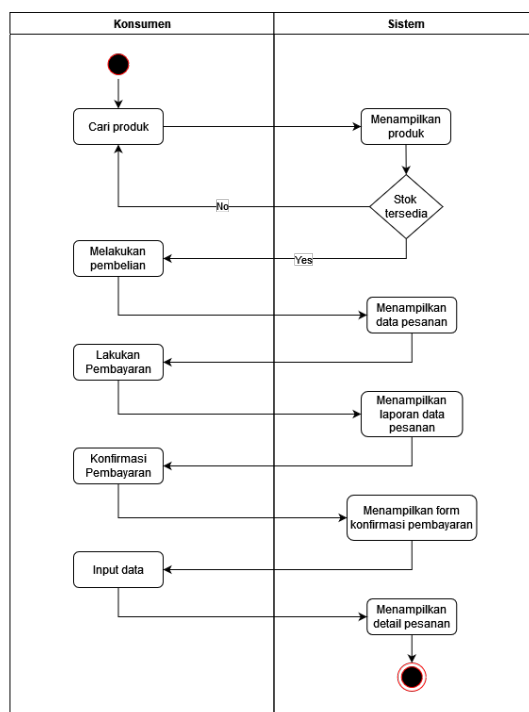 Konsumen
Sistem
Cari produk
Menampilkan
produk
Stok
tersedia
No
Yes
Melakukan
pembelian
Menampilkan
data pesanan
Lakukan
Pembayaran
Menampilkan
laporan data
pesanan
Konfirmasi
Pembayaran
Menampilkan form
konfirmasi pembayaran
Input data
Menampilkan
detail pesanan